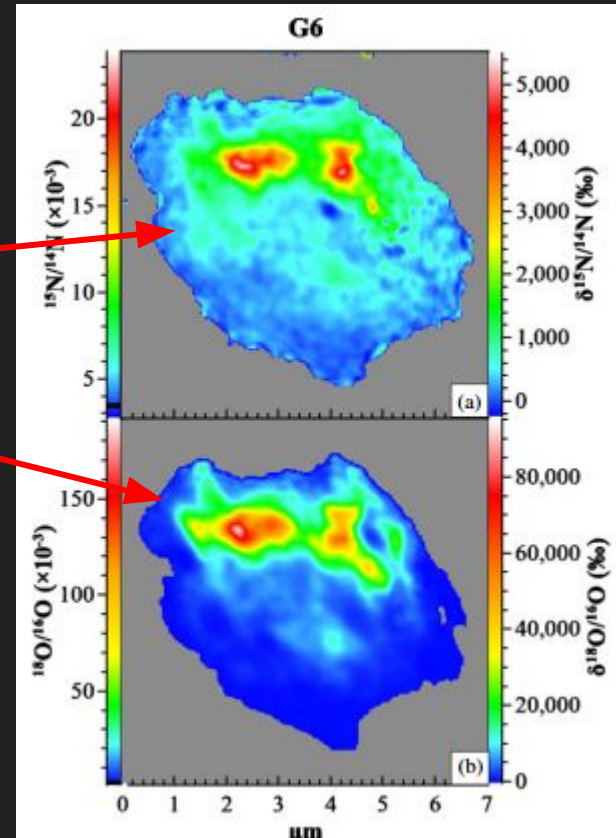 G6
20
15
10
5
¹⁵N/¹⁴N (×10⁻³)
5,000
4,000
3,000
2,000
1,000
0
δ¹⁵N/¹⁴N (‰)
(a)
150
100
50
¹⁸O/¹⁶O (×10⁻³)
80,000
60,000
40,000
20,000
0
δ¹⁸O/¹⁶O (‰)
(b)
0 1 2 3 4 5 6 7
µm